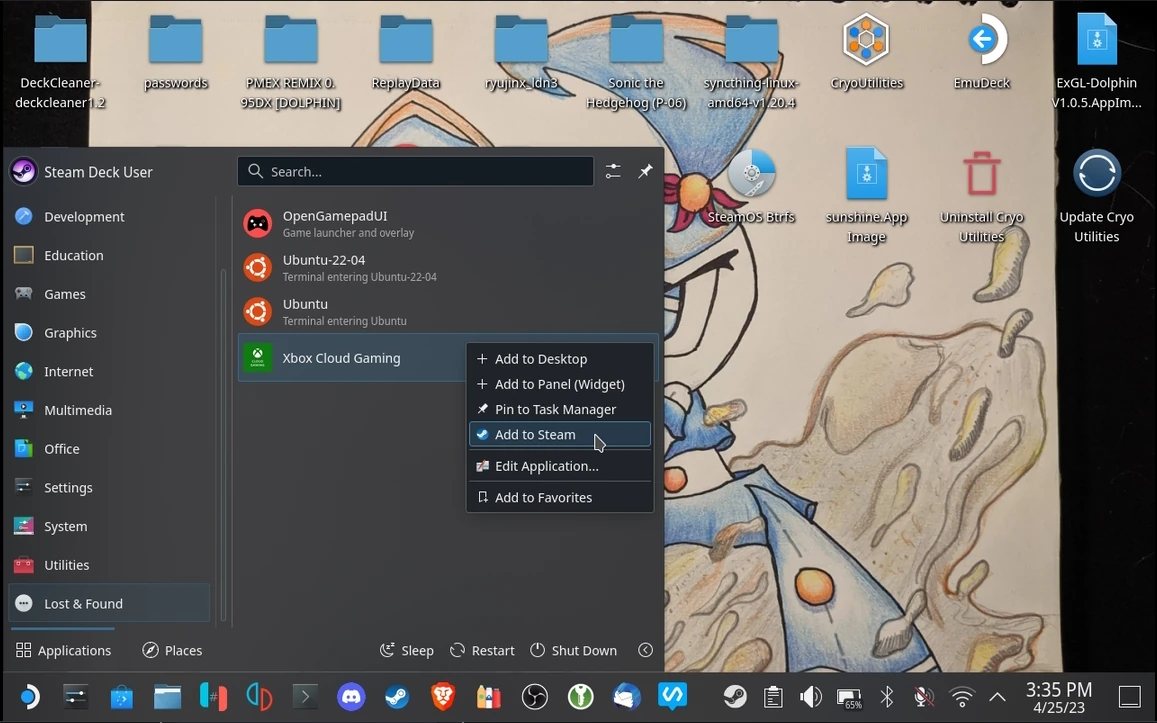 DeckCleaner-
deckcleaner1.2
passwords
PMEX REMIX 0.
95DX [DOLPHIN]
ReplayData
ryujinx_ldn3
Sonic the
Hedgehog (P-06)
syncthing-linux-
amd64-v1.20.4
CryoUtilities
EmuDeck
ExGL-Dolphin
V1.0.5.AppIm...
SteamOS Btrfs
sunshine.App
Image
Uninstall Cryo
Utilities
Update Cryo
Utilities
Steam Deck User
Search...
Development
Education
Games
Graphics
Internet
Multimedia
Office
Settings
System
Utilities
Lost & Found
OpenGamepadUI
Game launcher and overlay
Ubuntu-22-04
Terminal entering Ubuntu-22-04
Ubuntu
Terminal entering Ubuntu
Xbox Cloud Gaming
Add to Desktop
Add to Panel (Widget)
Pin to Task Manager
Add to Steam
Edit Application...
Add to Favorites
Applications
Places
Sleep
Restart
Shut Down
65%
3:35 PM
4/25/23